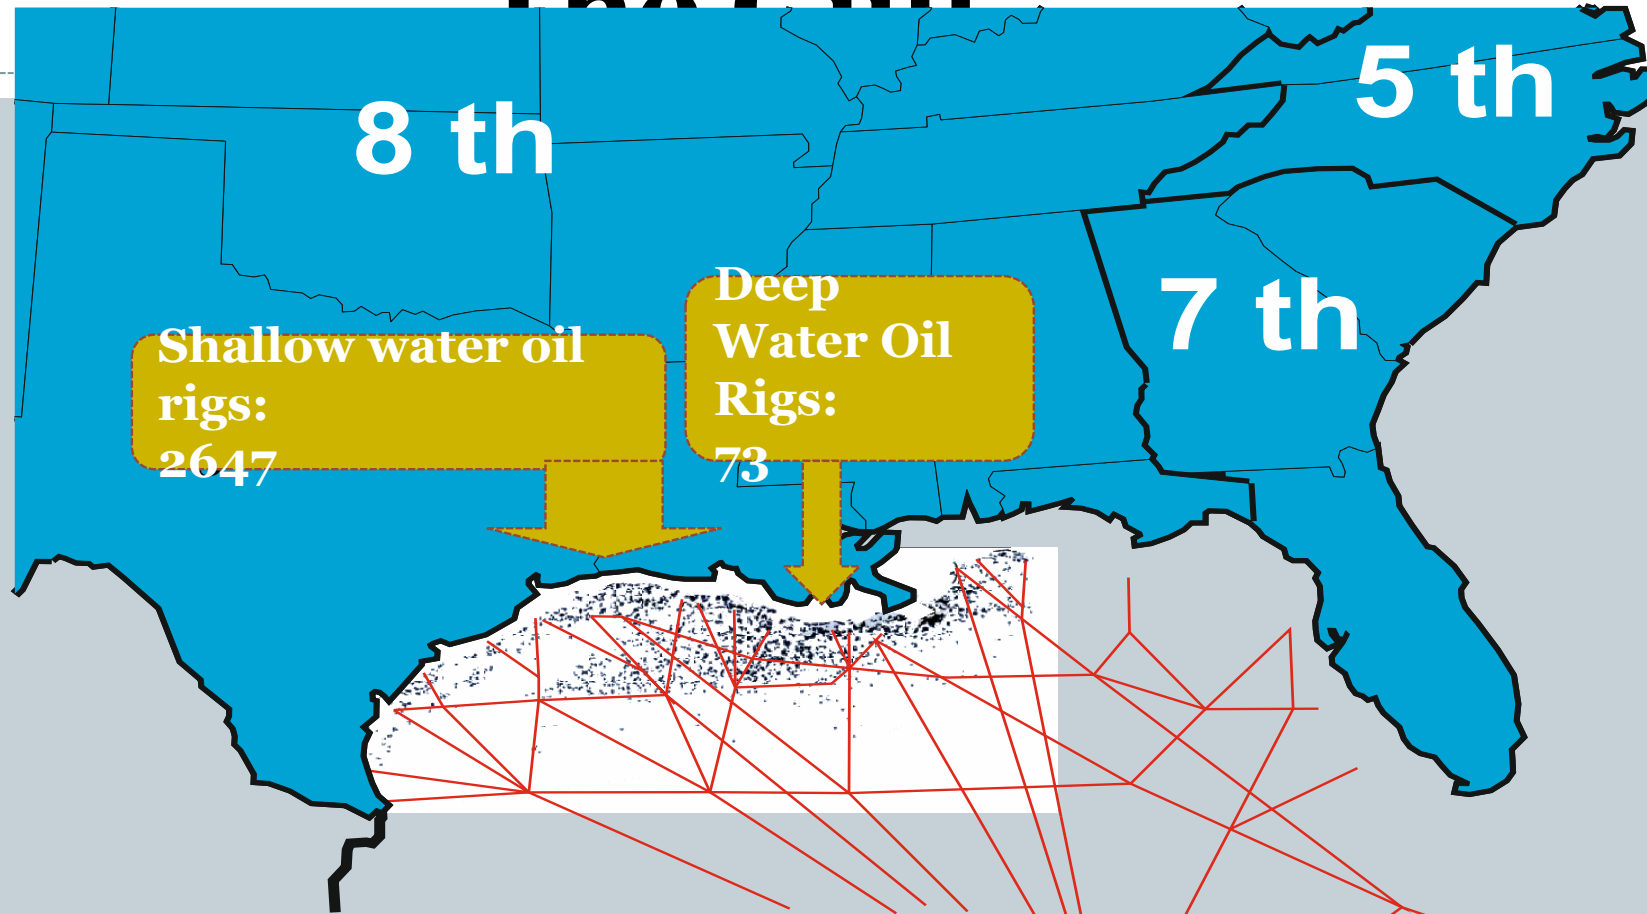 5 th
8 th
7 th
Deep
Water Oil
Rigs:
73
Shallow water oil
rigs:
2647